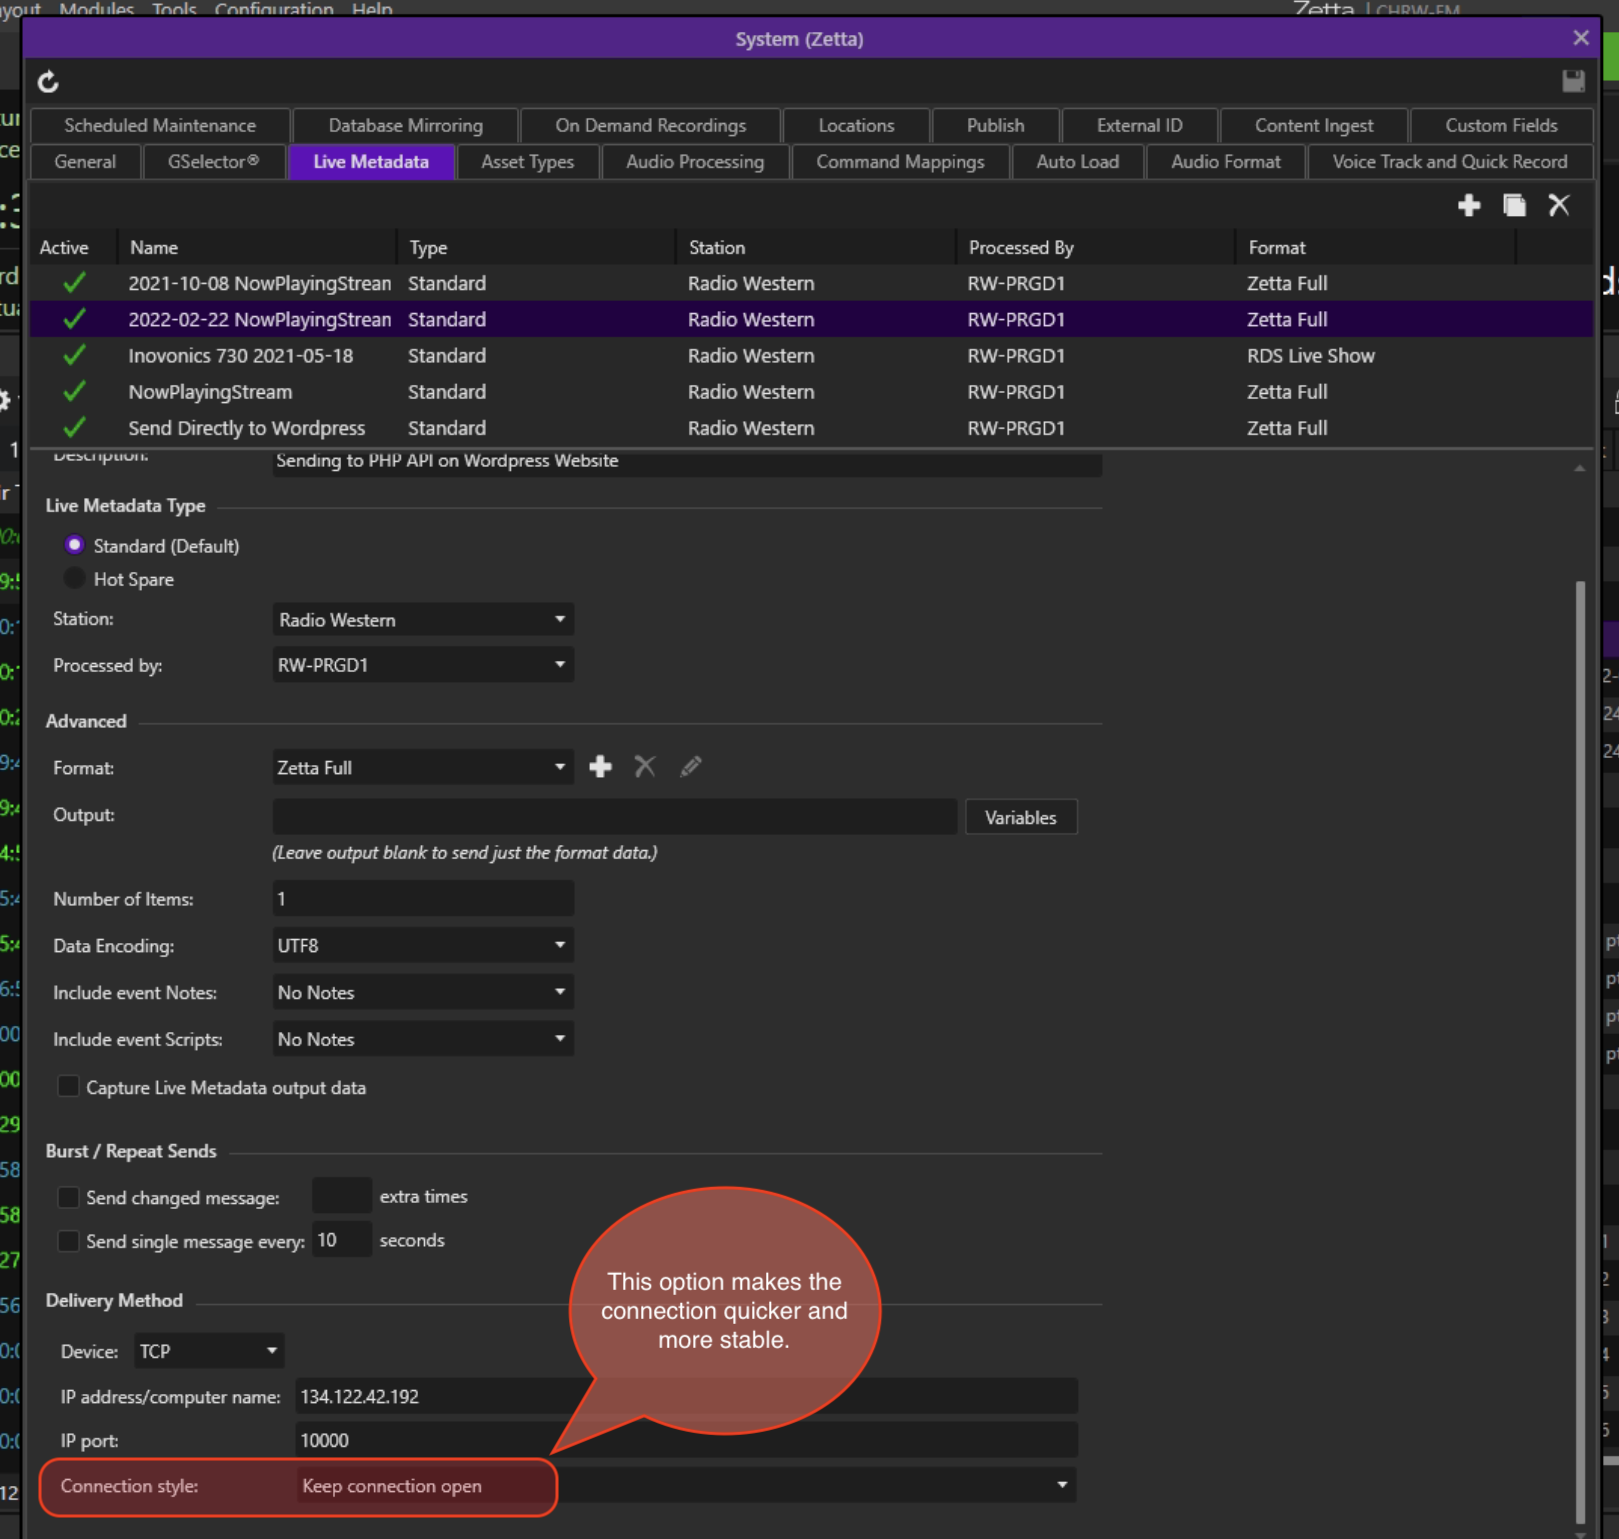 Modules Tools Configuration Help
Zetta | CHRW-FM
System (Zetta)
Scheduled Maintenance Database Mirroring On Demand Recordings Locations Publish External ID Content Ingest Custom Fields
General GSelector® Live Metadata Asset Types Audio Processing Command Mappings Auto Load Audio Format Voice Track and Quick Record
Active Name Type Station Processed By Format
2021-10-08 NowPlayingStream Standard Radio Western RW-PRGD1 Zetta Full
2022-02-22 NowPlayingStream Standard Radio Western RW-PRGD1 Zetta Full
Inovonics 730 2021-05-18 Standard Radio Western RW-PRGD1 RDS Live Show
NowPlayingStream Standard Radio Western RW-PRGD1 Zetta Full
Send Directly to Wordpress Standard Radio Western RW-PRGD1 Zetta Full
Description: Sending to PHP API on Wordpress Website
Live Metadata Type
Standard (Default)
Hot Spare
Station: Radio Western
Processed by: RW-PRGD1
Advanced
Format: Zetta Full
Output: Variables
(Leave output blank to send just the format data.)
Number of Items: 1
Data Encoding: UTF8
Include event Notes: No Notes
Include event Scripts: No Notes
Capture Live Metadata output data
Burst / Repeat Sends
Send changed message: extra times
Send single message every: 10 seconds
This option makes the
connection quicker and
more stable.
Delivery Method
Device: TCP
IP address/computer name: 134.122.42.192
IP port: 10000
Connection style: Keep connection open